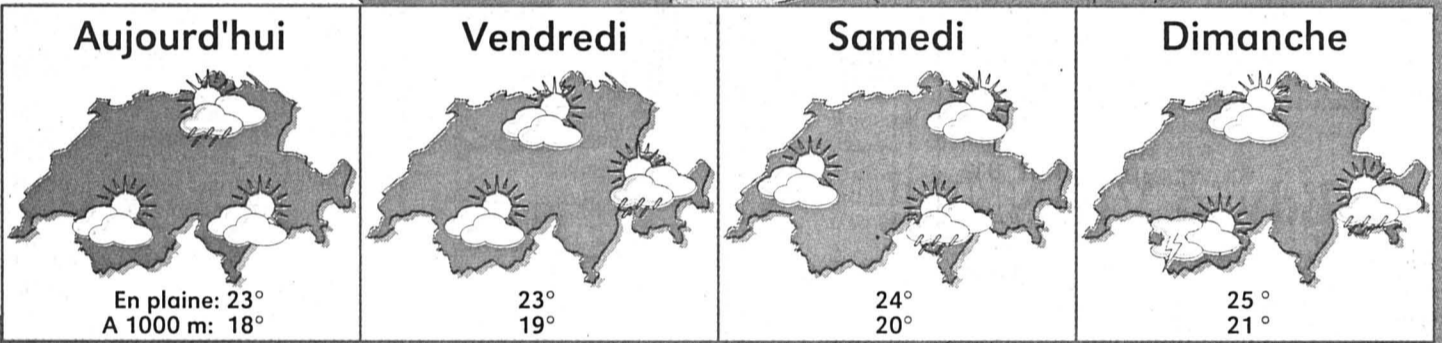 Aujourd'hui
En plaine: 23°
A 1000 m: 18°
Vendredi
23°
19°
Samedi
24°
20°
Dimanche
25 °
21 °